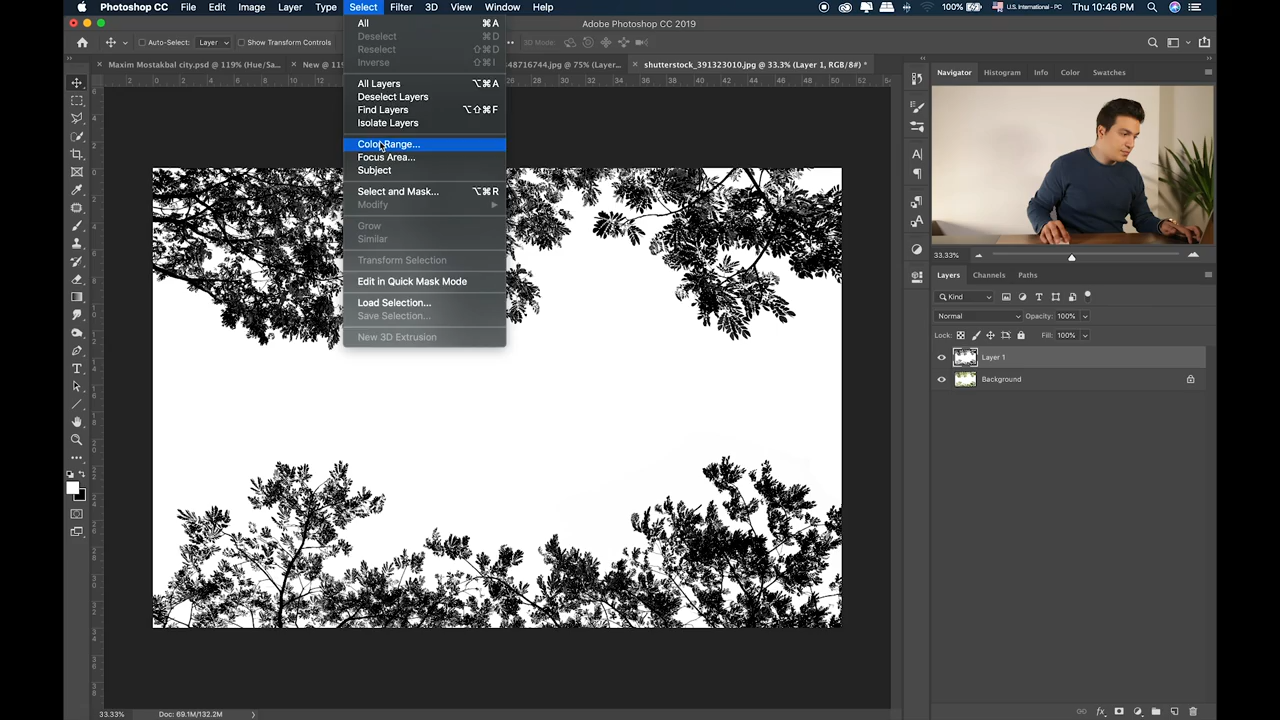 Photoshop CC File Edit Image Layer Type Select Filter 3D View Window Help 100% U.S. International - PC Thu 10:46 PM
Adobe Photoshop CC 2019
Auto-Select: Layer Show Transform Controls 3D Mode:
Maxim Mostakbal city.psd @ 119% (Hue/Sa... New @ 119 48716744.jpg @ 75% (Layer... shutterstock_391323010.jpg @ 33.3% (Layer 1, RGB/8#) *
All ⌘A
Deselect ⌘D
Reselect ⇧⌘D
Inverse ⇧⌘I
All Layers ⌥⌘A
Deselect Layers
Find Layers ⌥⇧⌘F
Isolate Layers
Color Range...
Focus Area...
Subject
Select and Mask... ⌥⌘R
Modify
Grow
Similar
Transform Selection
Edit in Quick Mask Mode
Load Selection...
Save Selection...
New 3D Extrusion
Navigator Histogram Info Color Swatches
33.33%
Layers Channels Paths
Kind
Normal Opacity: 100%
Lock: Fill: 100%
Layer 1
Background
33.33% Doc: 69.1M/132.2M